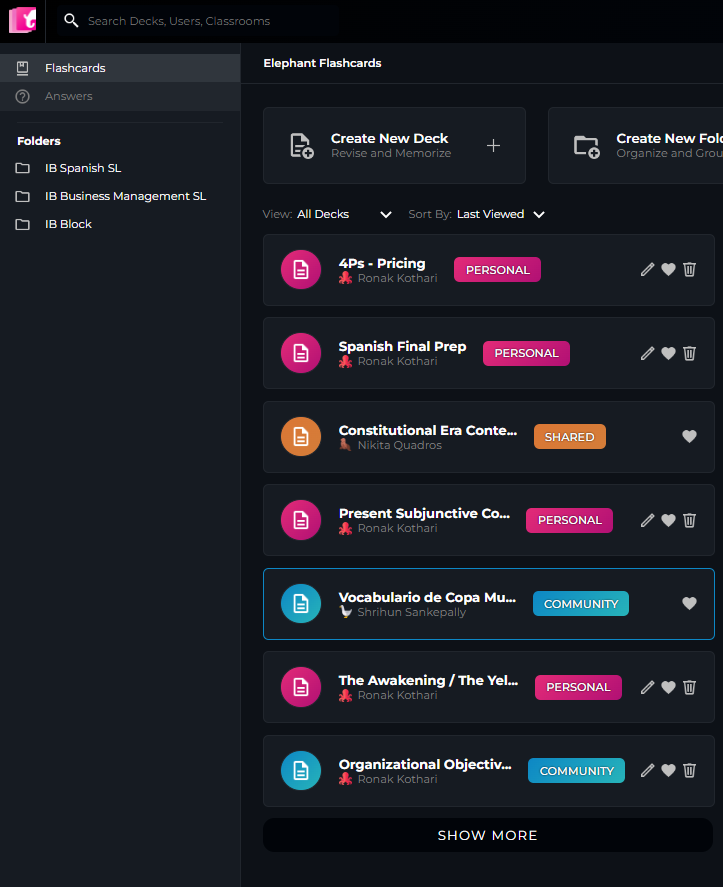 Search Decks, Users, Classrooms
Flashcards
Answers
Folders
IB Spanish SL
IB Business Management SL
IB Block
Elephant Flashcards
Create New Deck
Revise and Memorize
Create New Fol
Organize and Grou
View: All Decks
Sort By: Last Viewed
4Ps - Pricing
Ronak Kothari
PERSONAL
Spanish Final Prep
Ronak Kothari
PERSONAL
Constitutional Era Conte...
Nikita Quadros
SHARED
Present Subjunctive Co...
Ronak Kothari
PERSONAL
Vocabulario de Copa Mu...
Shrihun Sankepally
COMMUNITY
The Awakening / The Yel...
Ronak Kothari
PERSONAL
Organizational Objectiv...
Ronak Kothari
COMMUNITY
SHOW MORE